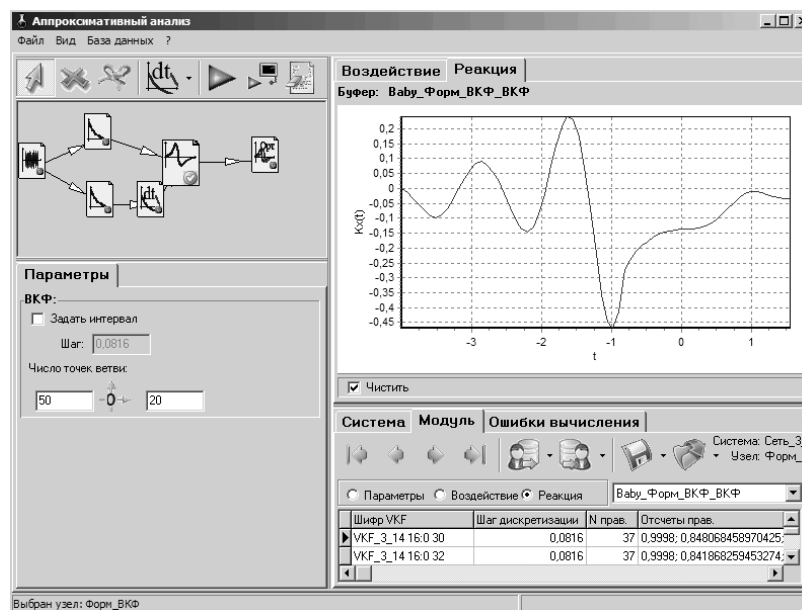 Аппроксимативный анализ
Файл Вид База данных ?
dt
dt
Параметры
ВКФ:
Задать интервал
Шаг: 0,0816
Число точек ветви:
50 0 20
Воздействие Реакция
Буфер: Baby_Форм_ВКФ_ВКФ
0,2
0,15
0,1
0,05
0
-0,05
-0,1
-0,15
-0,2
-0,25
-0,3
-0,35
-0,4
-0,45
Kx(t)
-3 -2 -1 0 1
t
Чистить
Система Модуль Ошибки вычисления
Система: Сеть_3_
Узел: Форм_
Параметры Воздействие Реакция Baby_Форм_ВКФ_ВКФ
Шифр VKF Шаг дискретизации N прав. Отсчеты прав.
VKF_3_14 16:0 30 0,0816 37 0,9998; 0,848068458970425;
VKF_3_14 16:0 32 0,0816 37 0,9998; 0,841868259453274;
Выбран узел: Форм_ВКФ